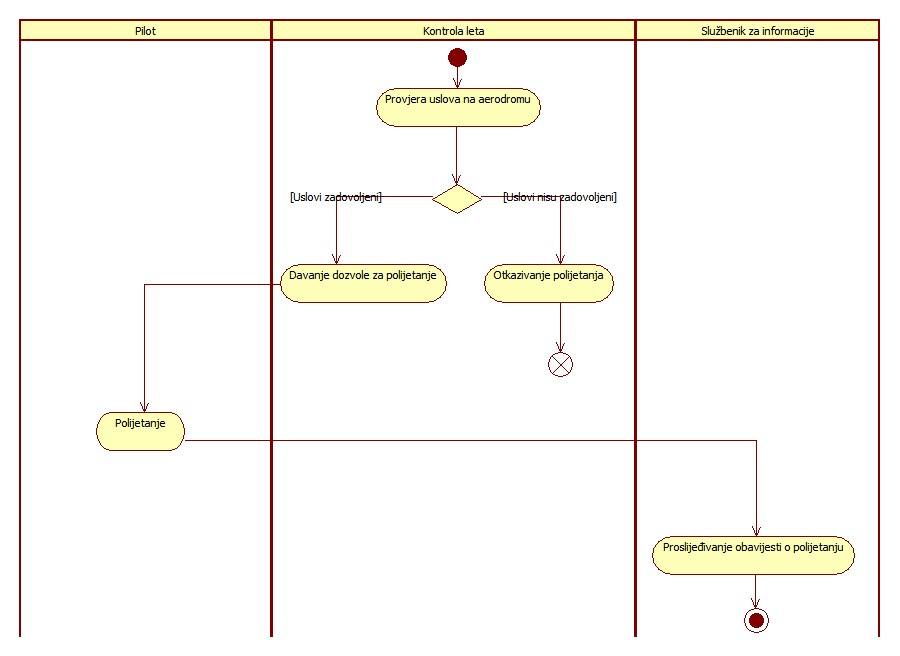 Pilot
Kontrola leta
Službenik za informacije
Provjera uslova na aerodromu
[Uslovi zadovoljeni]
[Uslovi nisu zadovoljeni]
Davanje dozvole za polijetanje
Otkazivanje polijetanja
Polijetanje
Proslijeđivanje obavijesti o polijetanju